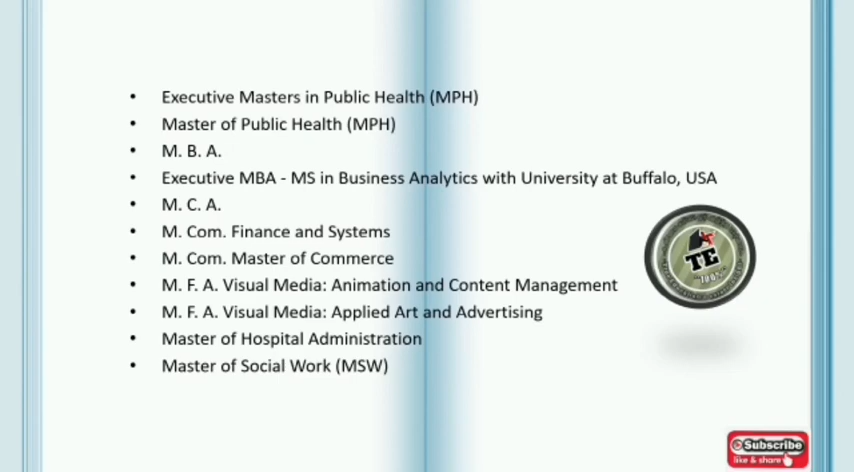 • Executive Masters in Public Health (MPH)
• Master of Public Health (MPH)
• M. B. A.
• Executive MBA - MS in Business Analytics with University at Buffalo, USA
• M. C. A.
• M. Com. Finance and Systems
• M. Com. Master of Commerce
• M. F. A. Visual Media: Animation and Content Management
• M. F. A. Visual Media: Applied Art and Advertising
• Master of Hospital Administration
• Master of Social Work (MSW)
TE
"100%"
Subscribe
like & share